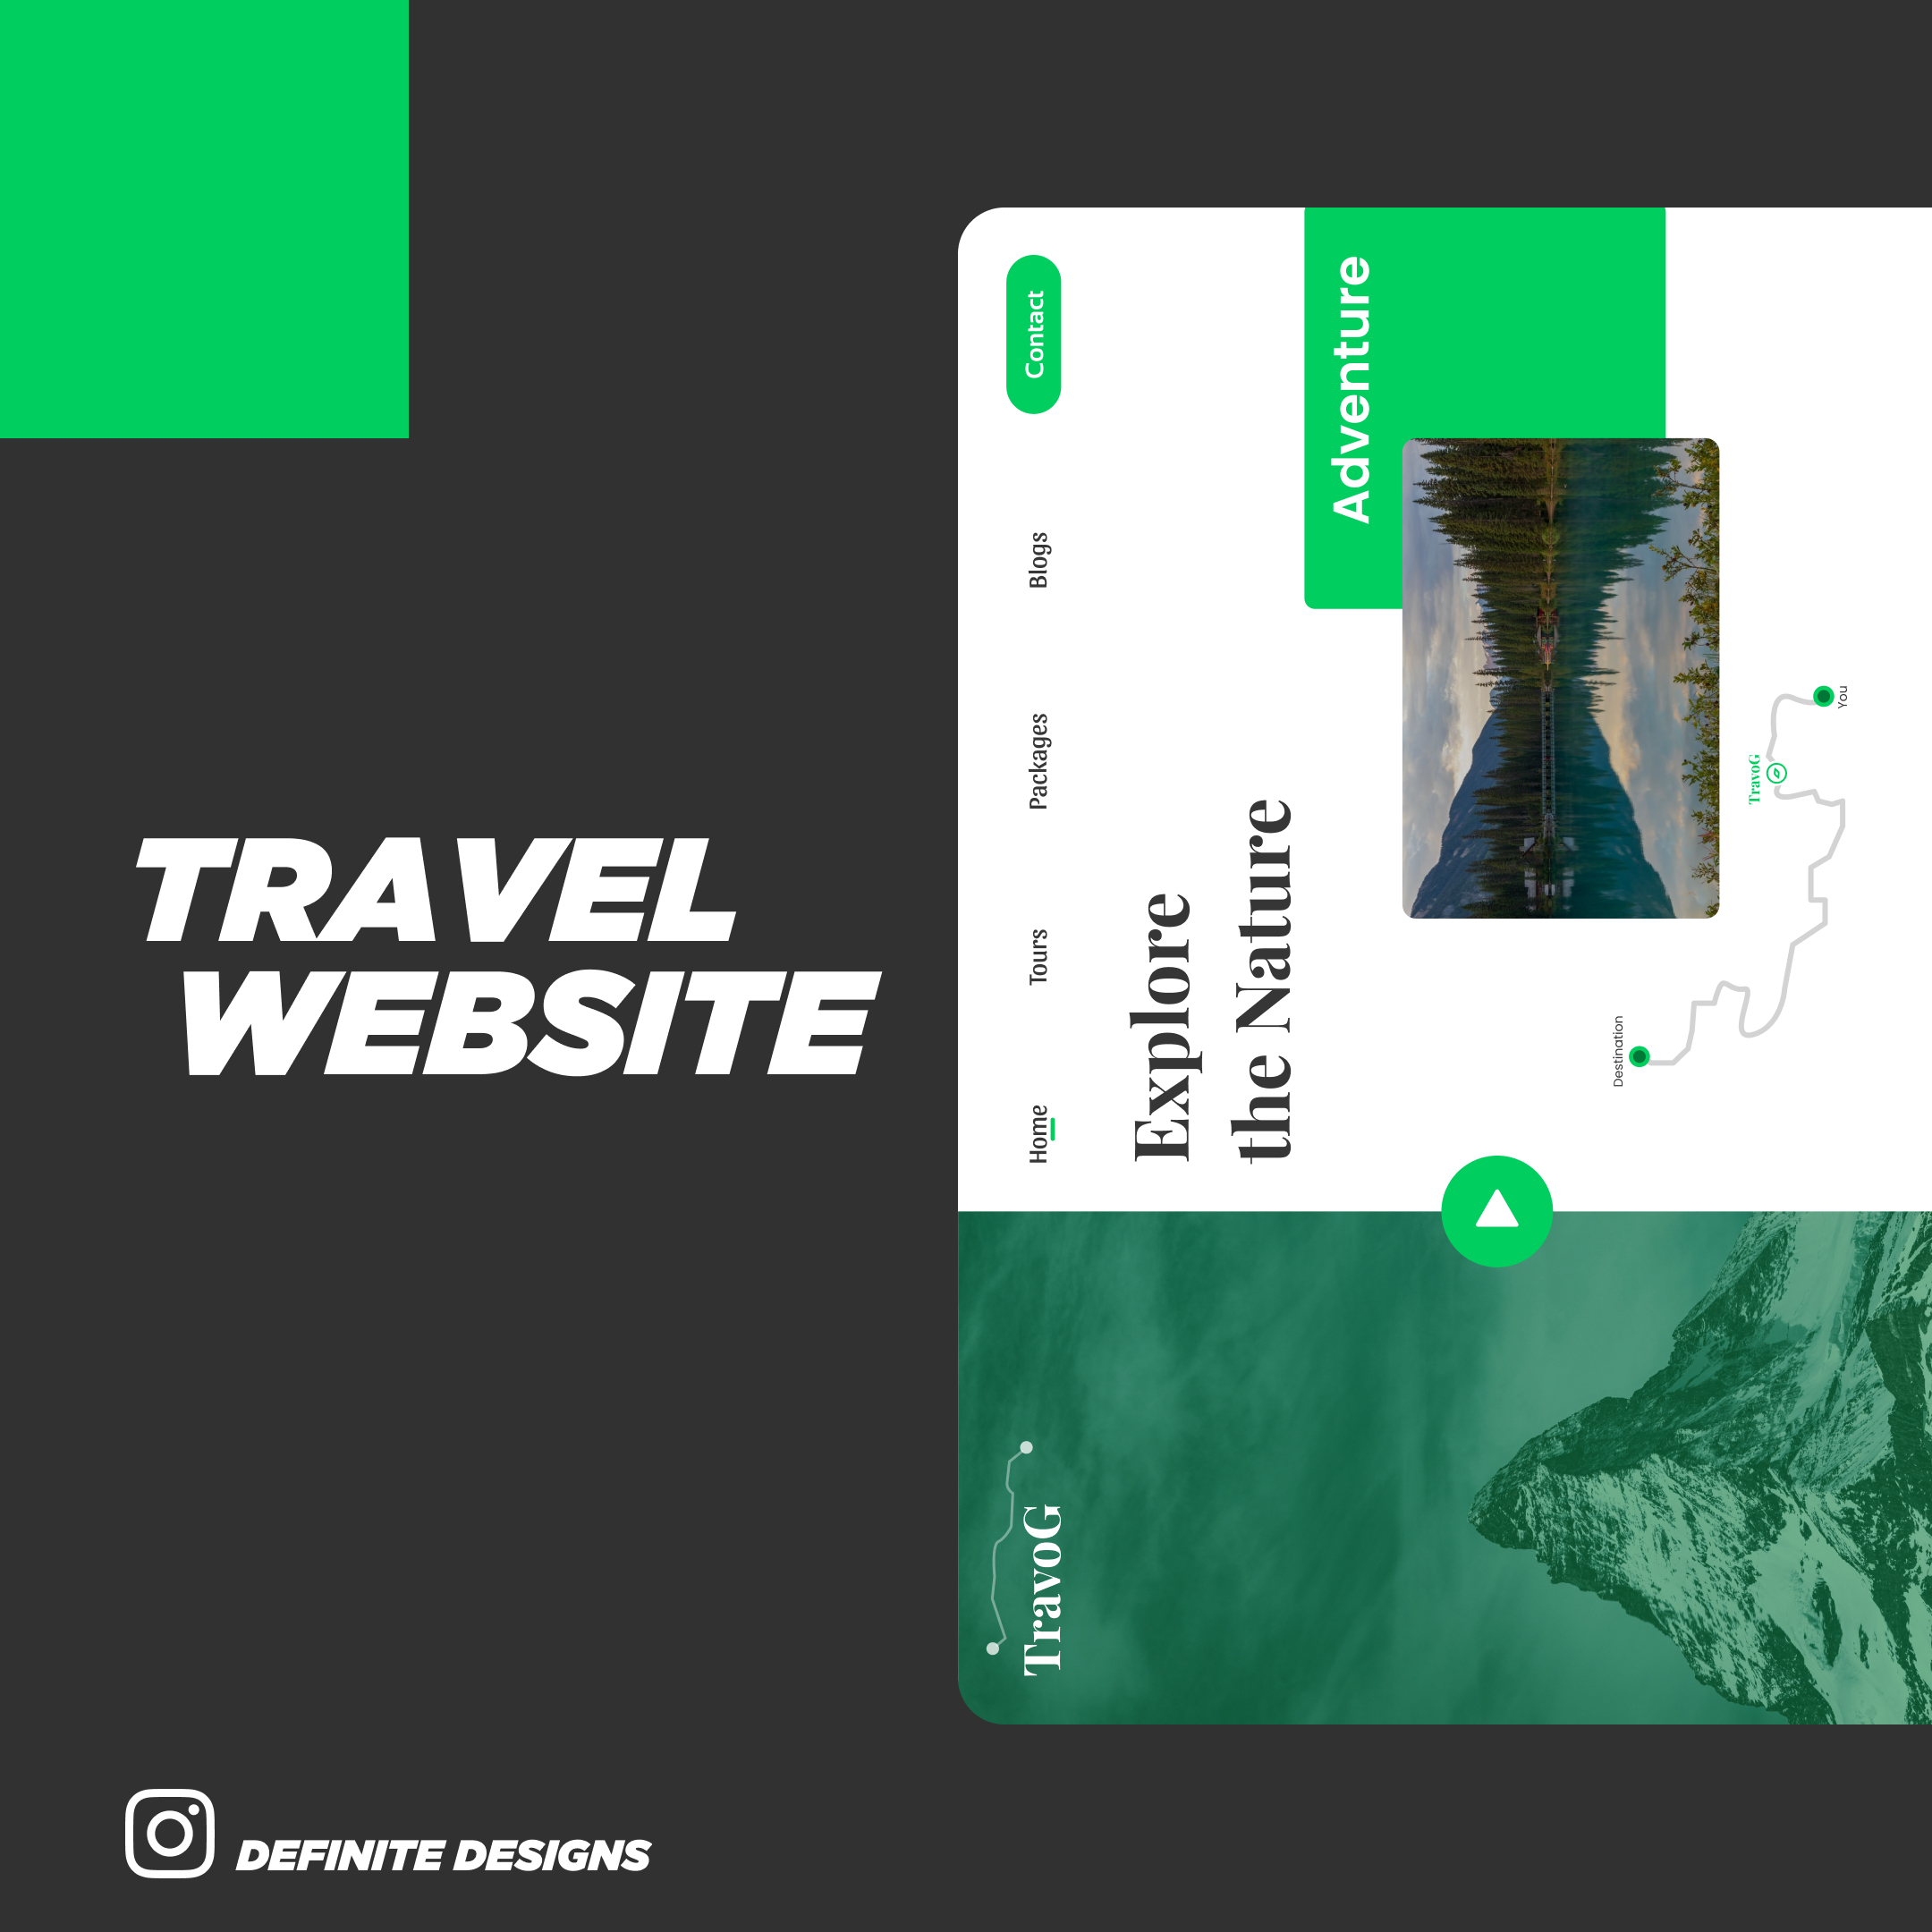 TRAVEL
WEBSITE
TravoG
Home
Tours
Packages
Blogs
Contact
Explore
the Nature
Adventure
Destination
TravoG
You
DEFINITE DESIGNS